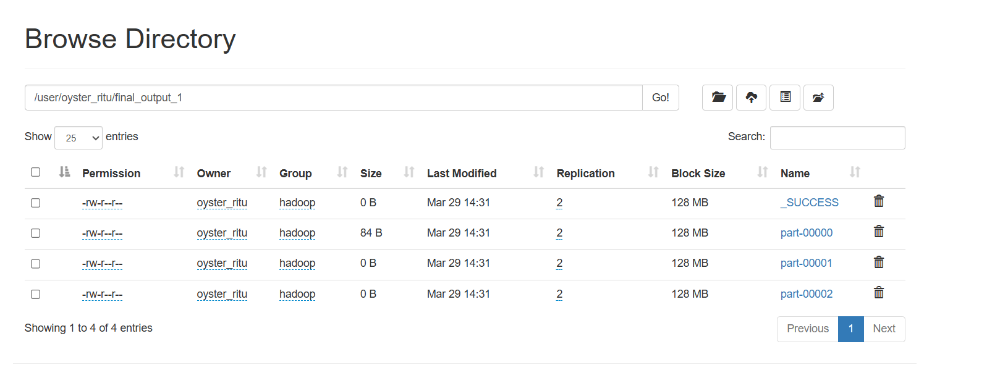 Browse Directory
/user/oyster_ritu/final_output_1 Go!
Show 25 entries Search:
Permission Owner Group Size Last Modified Replication Block Size Name
-rw-r--r-- oyster_ritu hadoop 0 B Mar 29 14:31 2 128 MB _SUCCESS
-rw-r--r-- oyster_ritu hadoop 84 B Mar 29 14:31 2 128 MB part-00000
-rw-r--r-- oyster_ritu hadoop 0 B Mar 29 14:31 2 128 MB part-00001
-rw-r--r-- oyster_ritu hadoop 0 B Mar 29 14:31 2 128 MB part-00002
Showing 1 to 4 of 4 entries Previous 1 Next